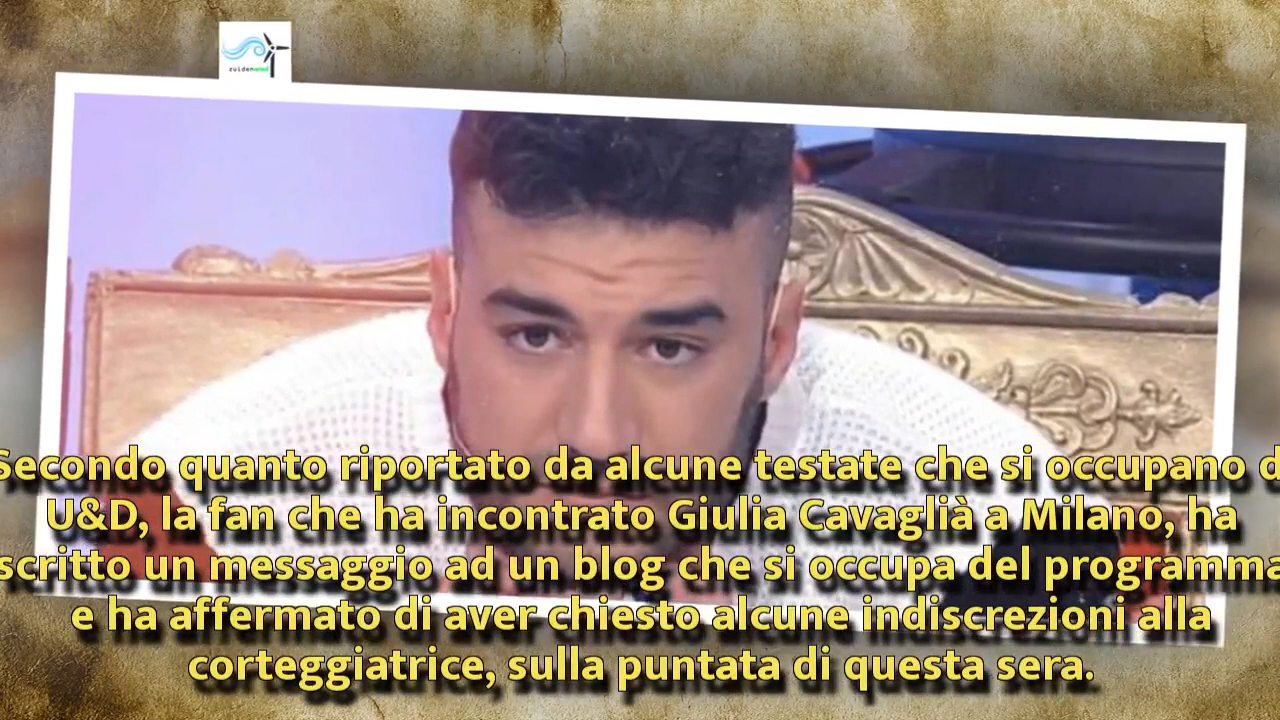 zuidenwind
Secondo quanto riportato da alcune testate che si occupano d
U&D, la fan che ha incontrato Giulia Cavaglià a Milano, ha
scritto un messaggio ad un blog che si occupa del programma
e ha affermato di aver chiesto alcune indiscrezioni alla
corteggiatrice, sulla puntata di questa sera.